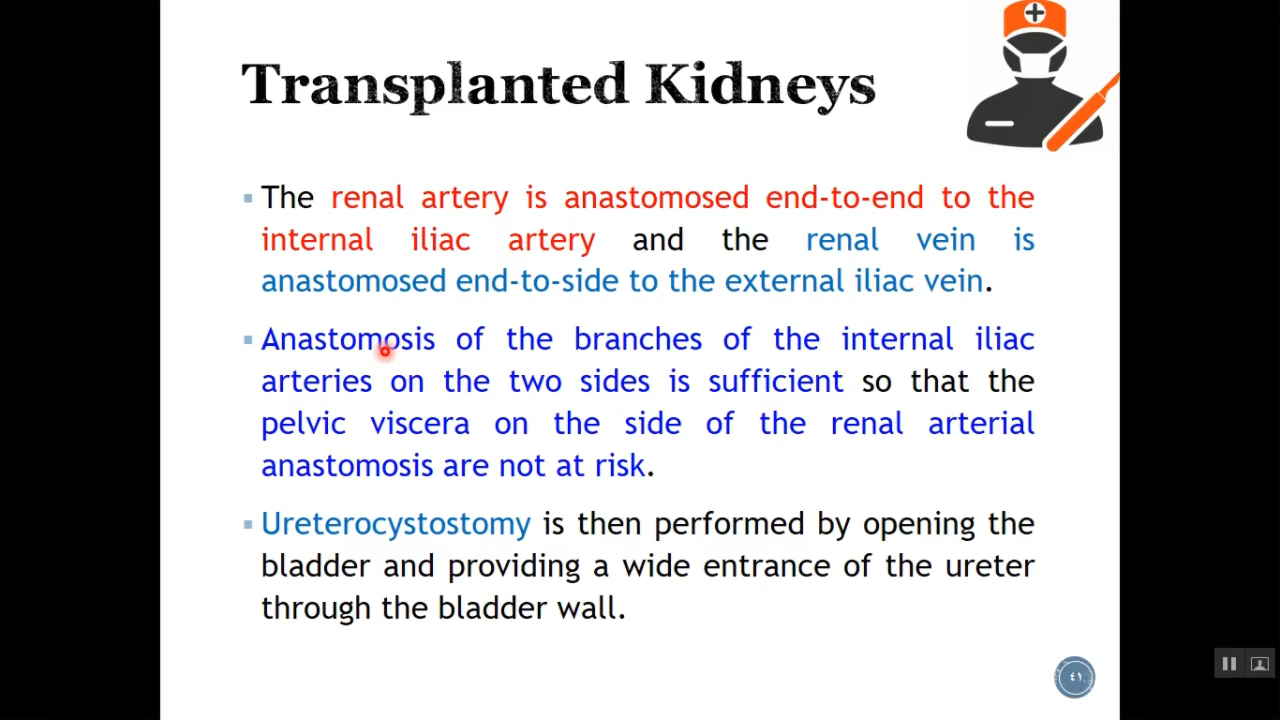 Transplanted Kidneys
The renal artery is anastomosed end-to-end to the
internal iliac artery and the renal vein is
anastomosed end-to-side to the external iliac vein.
Anastomosis of the branches of the internal iliac
arteries on the two sides is sufficient so that the
pelvic viscera on the side of the renal arterial
anastomosis are not at risk.
Ureterocystostomy is then performed by opening the
bladder and providing a wide entrance of the ureter
through the bladder wall.
٤١